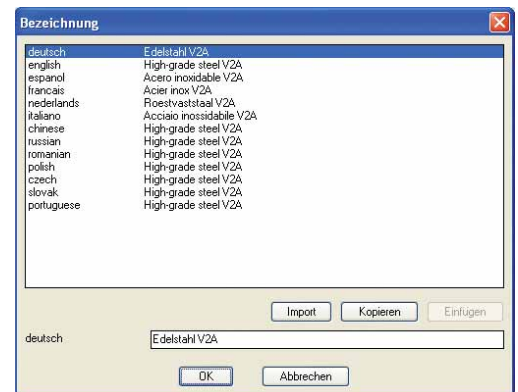 Bezeichnung
deutsch Edelstahl V2A
english High-grade steel V2A
espanol Acero inoxidable V2A
francais Acier inox V2A
nederlands Roestvaststaal V2A
italiano Acciaio inossidabile V2A
chinese High-grade steel V2A
russian High-grade steel V2A
romanian High-grade steel V2A
polish High-grade steel V2A
czech High-grade steel V2A
slovak High-grade steel V2A
portuguese High-grade steel V2A
Import Kopieren Einfügen
deutsch Edelstahl V2A
OK Abbrechen